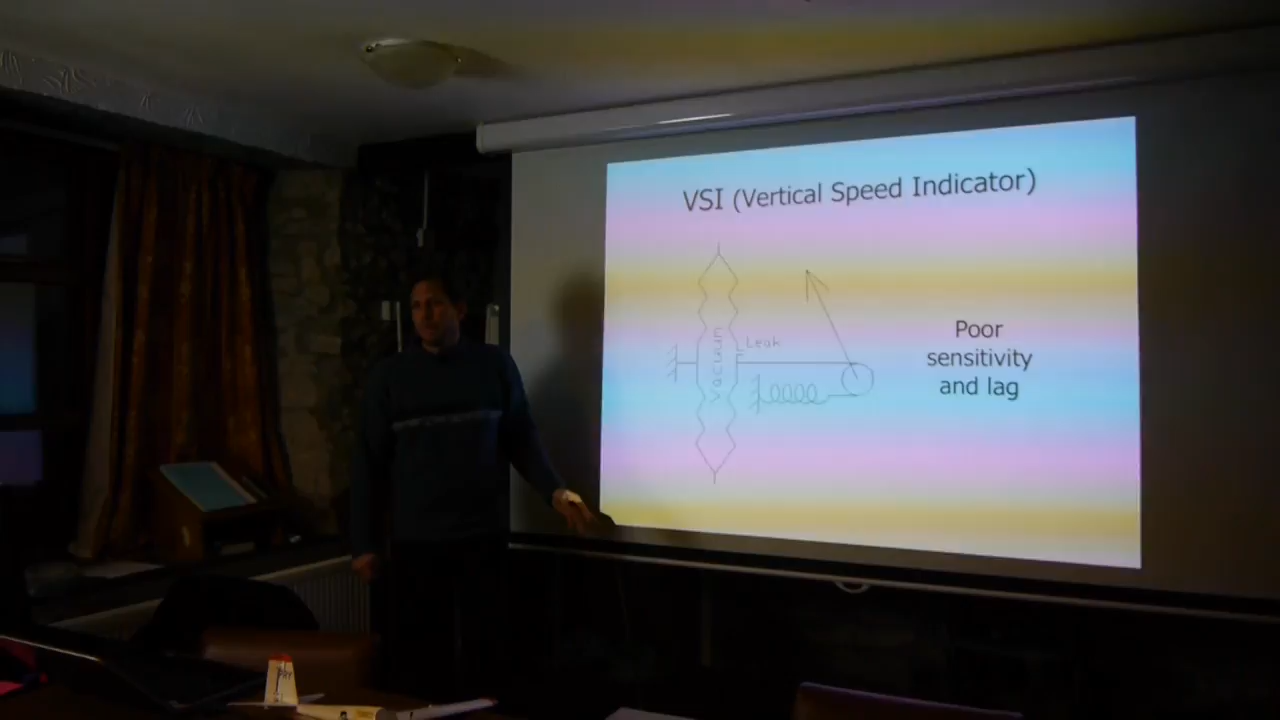 VSI (Vertical Speed Indicator)
Leak
Vacuum
Poor
sensitivity
and lag